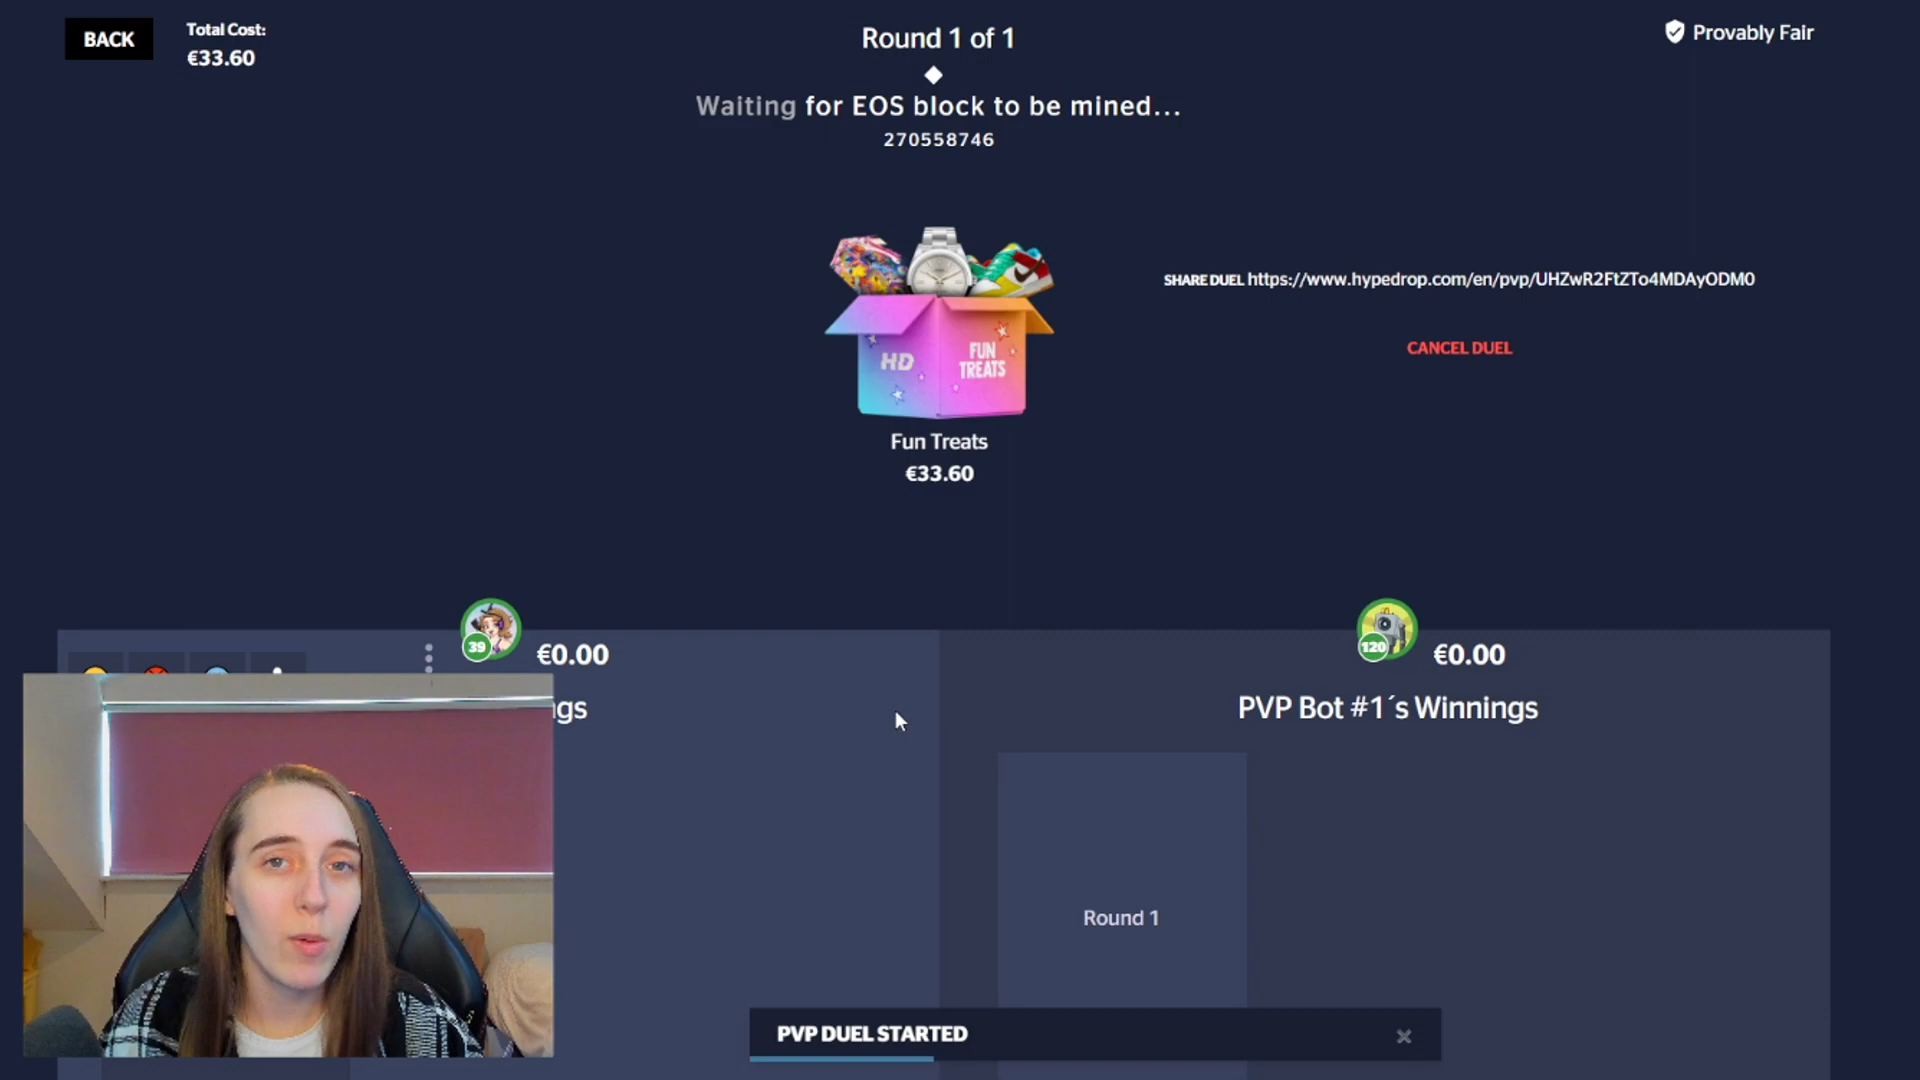 BACK
Total Cost:
€33.60
Round 1 of 1
Provably Fair
Waiting for EOS block to be mined...
270558746
HD
FUN
TREATS
SHARE DUEL https://www.hypedrop.com/en/pvp/UHZwR2FtZTo4MDAyODM0
CANCEL DUEL
Fun Treats
€33.60
39
€0.00
120
€0.00
ngs
PVP Bot #1´s Winnings
Round 1
PVP DUEL STARTED